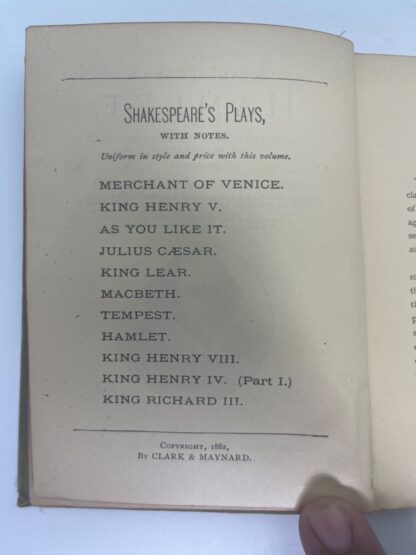 SHAKESPEARE'S PLAYS,
WITH NOTES.
Uniform in style and price with this volume.
MERCHANT OF VENICE.
KING HENRY V.
AS YOU LIKE IT.
JULIUS CÆSAR.
KING LEAR.
MACBETH.
TEMPEST.
HAMLET.
KING HENRY VIII.
KING HENRY IV. (Part I.)
KING RICHARD III.
COPYRIGHT, 1882,
BY CLARK & MAYNARD.